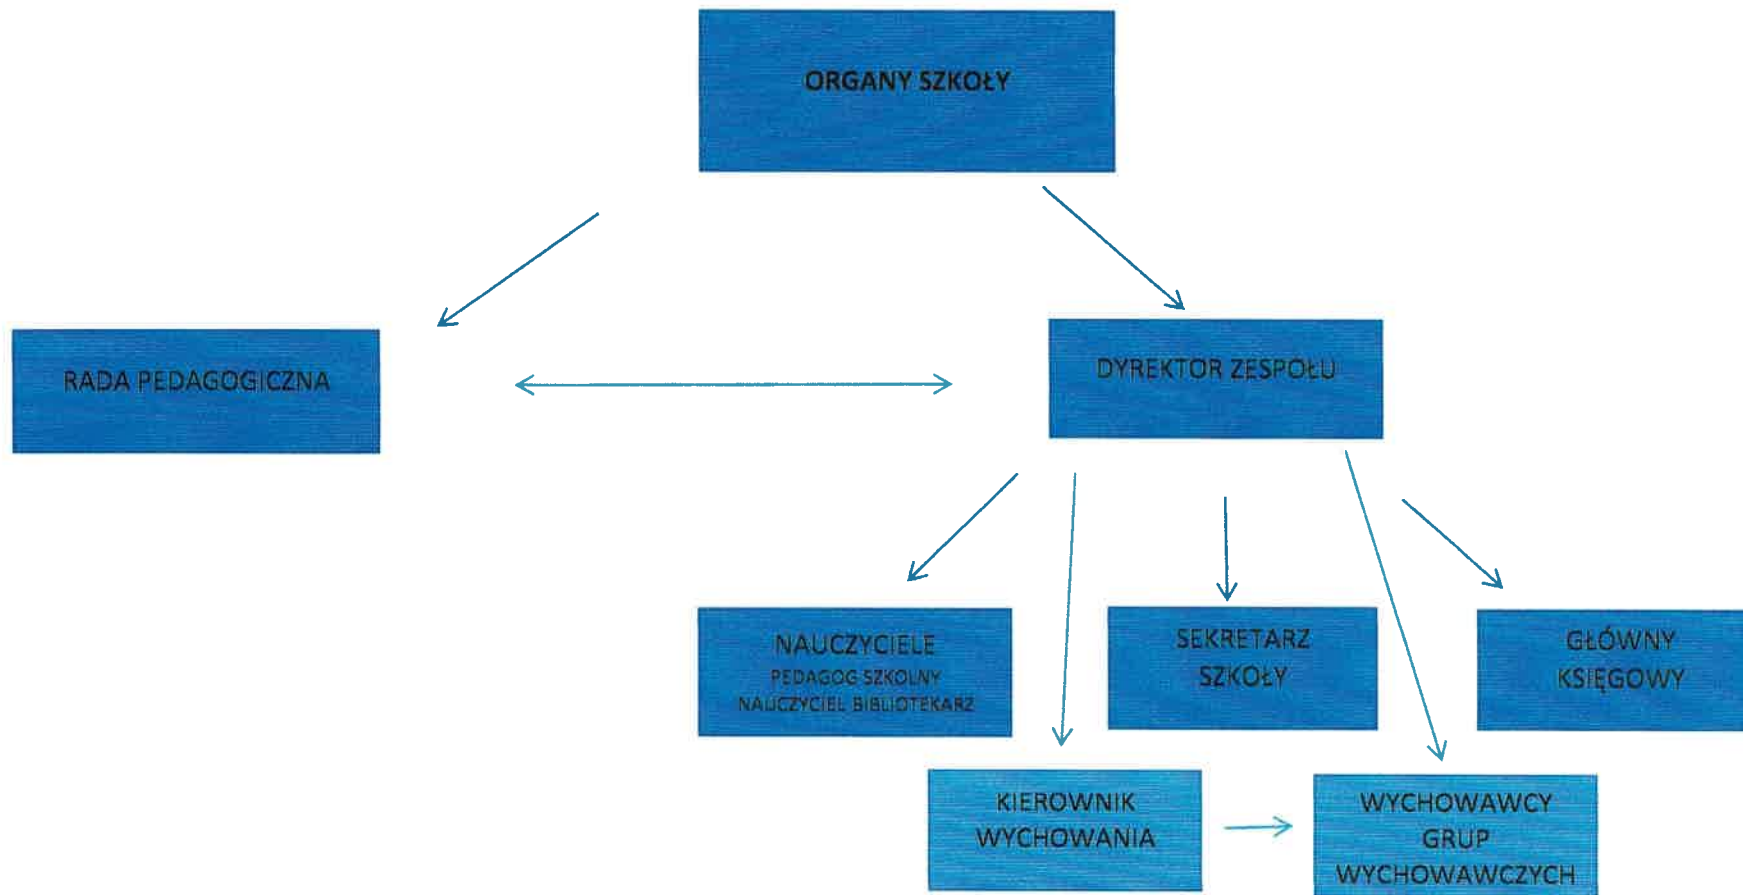 ORGANY SZKOŁY
RADA PEDAGOGICZNA
DYREKTOR ZESPOŁU
NAUCZYCIELE
PEDAGOG SZKOLNY
NAUCZYCIEL BIBLIOTEKARZ
SEKRETARZ
SZKOŁY
GŁÓWNY
KSIĘGOWY
KIEROWNIK
WYCHOWANIA
WYCHOWAWCY
GRUP
WYCHOWAWCZYCH